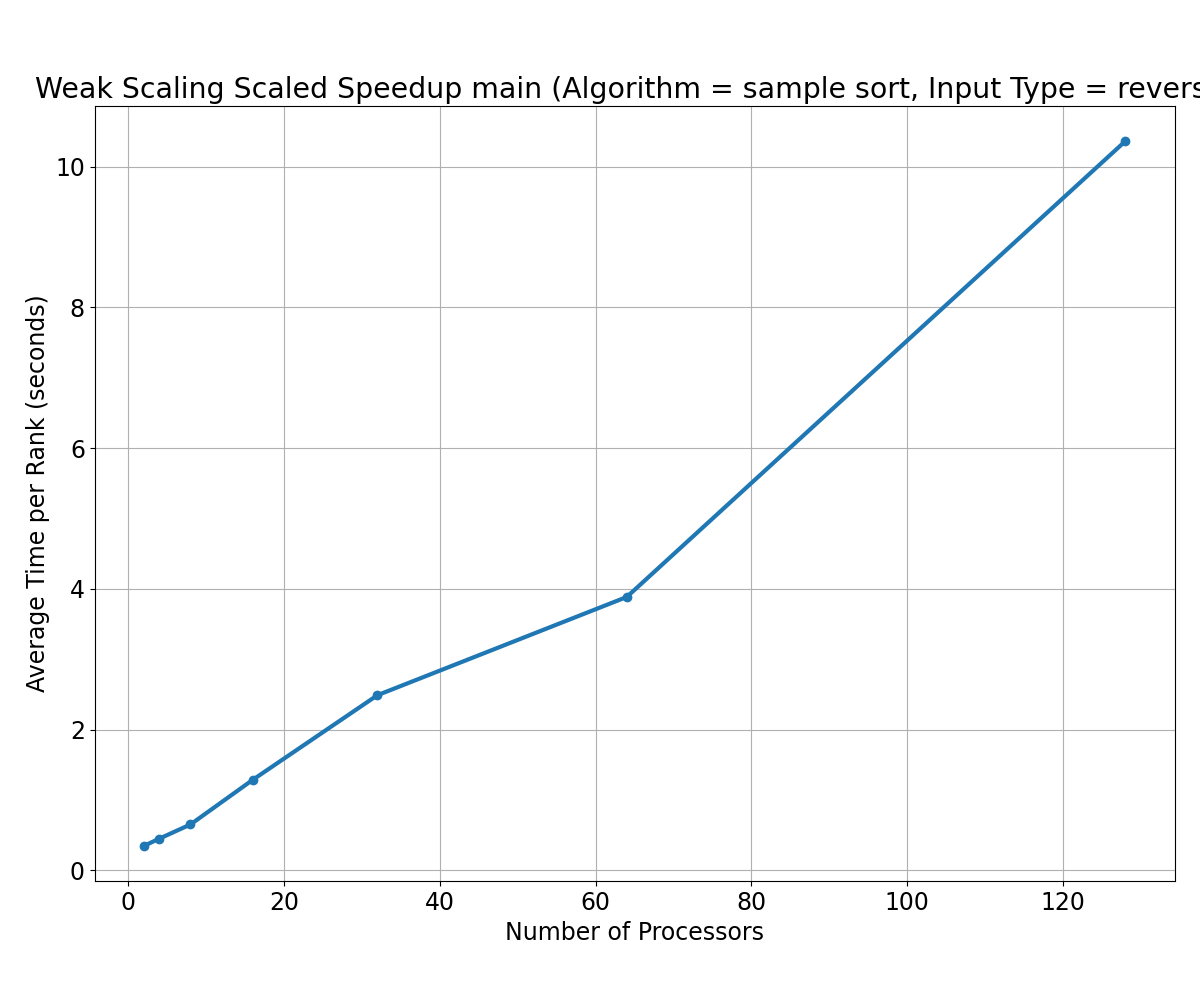 Weak Scaling Scaled Speedup main (Algorithm = sample sort, Input Type = revers
Average Time per Rank (seconds)
10
8
6
4
2
0
0 20 40 60 80 100 120
Number of Processors